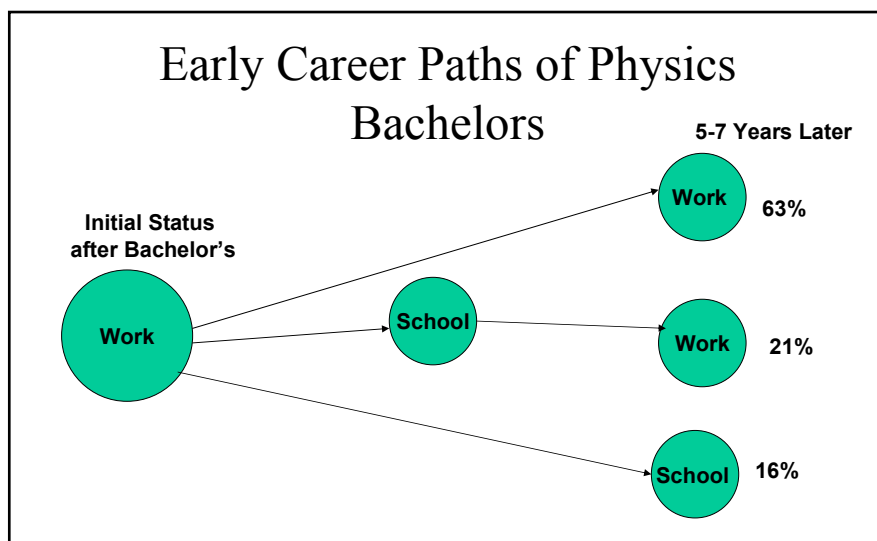 Early Career Paths of Physics
Bachelors
5-7 Years Later
Initial Status
after Bachelor’s
Work
School
Work
63%
Work
21%
School
16%